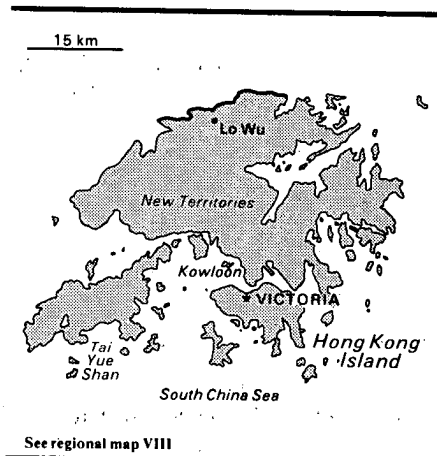 15 km
Lo Wu
New Territories
Kowloon
VICTORIA
Hong Kong
Island
Tai
Yue
Shan
South China Sea
See regional map VIII